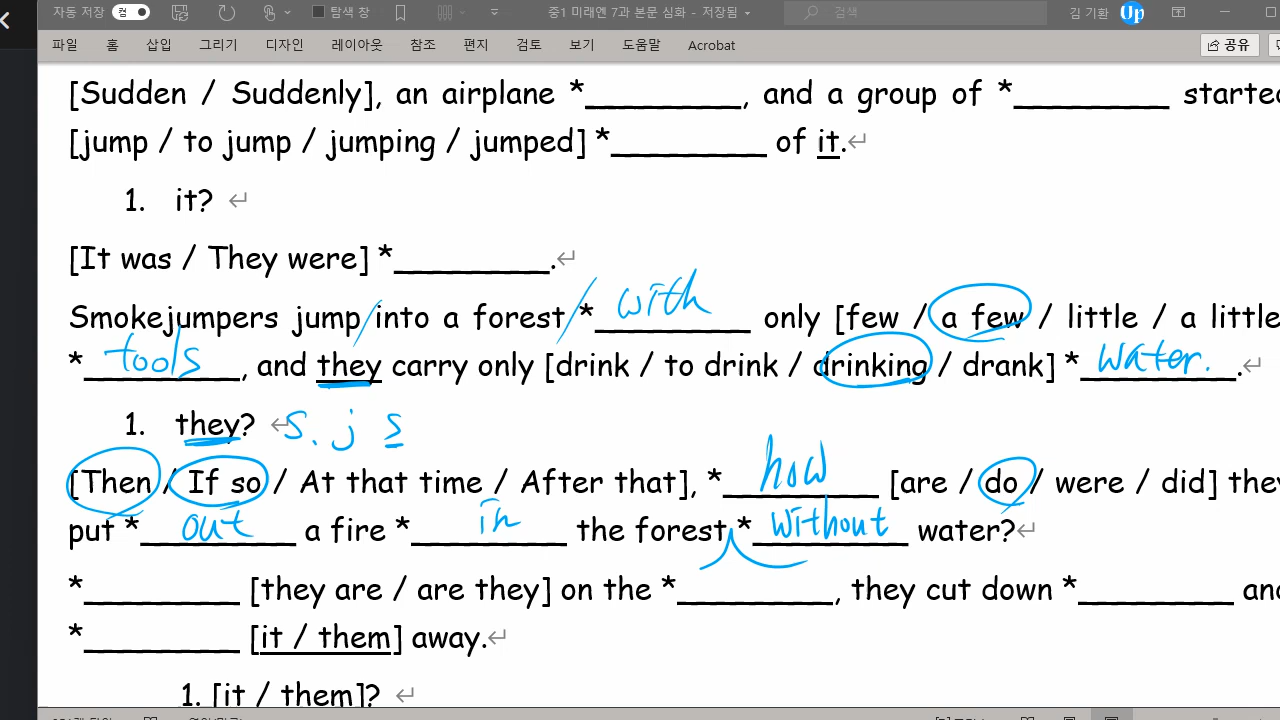 자동 저장 컴 탐색 창 중1 미래엔 7과 본문 심화 - 저장됨 검색 김 기환 Up
파일 홈 삽입 그리기 디자인 레이아웃 참조 편지 검토 보기 도움말 Acrobat 공유
[Sudden / Suddenly], an airplane *________, and a group of *________ started
[jump / to jump / jumping / jumped] *________ of it.
1. it?
[It was / They were] *________.
Smokejumpers jump / into a forest / * with only [few / a few / little / a little
* tools, and they carry only [drink / to drink / drinking / drank] * water.
1. they? S. j s
[Then / If so / At that time / After that], * how [are / do / were / did] they
put * out a fire * in the forest * without water?
*________ [they are / are they] on the *________, they cut down *________ and
*________ [it / them] away.
1. [it / them]?